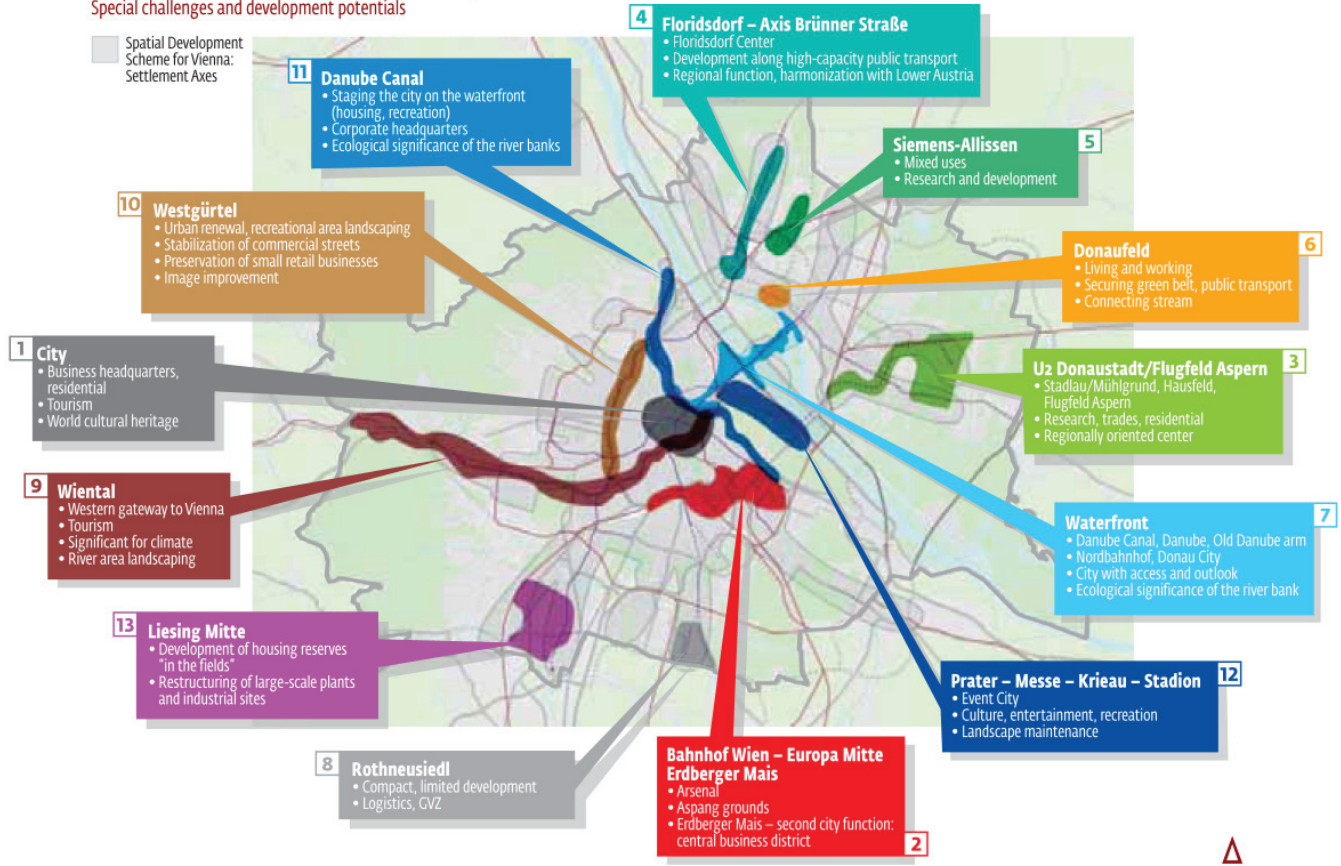 Special challenges and development potentials
Spatial Development
Scheme for Vienna:
Settlement Axes
4
Floridsdorf – Axis Brünner Straße
• Floridsdorf Center
• Development along high-capacity public transport
• Regional function, harmonization with Lower Austria
11
Danube Canal
• Staging the city on the waterfront
(housing, recreation)
• Corporate headquarters
• Ecological significance of the river banks
5
Siemens-Allissen
• Mixed uses
• Research and development
10
Westgürtel
• Urban renewal, recreational area landscaping
• Stabilization of commercial streets
• Preservation of small retail businesses
• Image improvement
6
Donaufeld
• Living and working
• Securing green belt, public transport
• Connecting stream
1
City
• Business headquarters,
residential
• Tourism
• World cultural heritage
3
U2 Donaustadt/Flugfeld Aspern
• Stadlau/Mühlgrund, Hausfeld,
Flugfeld Aspern
• Research, trades, residential
• Regionally oriented center
9
Wiental
• Western gateway to Vienna
• Tourism
• Significant for climate
• River area landscaping
7
Waterfront
• Danube Canal, Danube, Old Danube arm
• Nordbahnhof, Donau City
• City with access and outlook
• Ecological significance of the river bank
13
Liesing Mitte
• Development of housing reserves
"in the fields"
• Restructuring of large-scale plants
and industrial sites
12
Prater – Messe – Krieau – Stadion
• Event City
• Culture, entertainment, recreation
• Landscape maintenance
8
Rothneusiedl
• Compact, limited development
• Logistics, GVZ
Bahnhof Wien – Europa Mitte
Erdberger Mais
• Arsenal
• Aspang grounds
• Erdberger Mais – second city function:
central business district
2